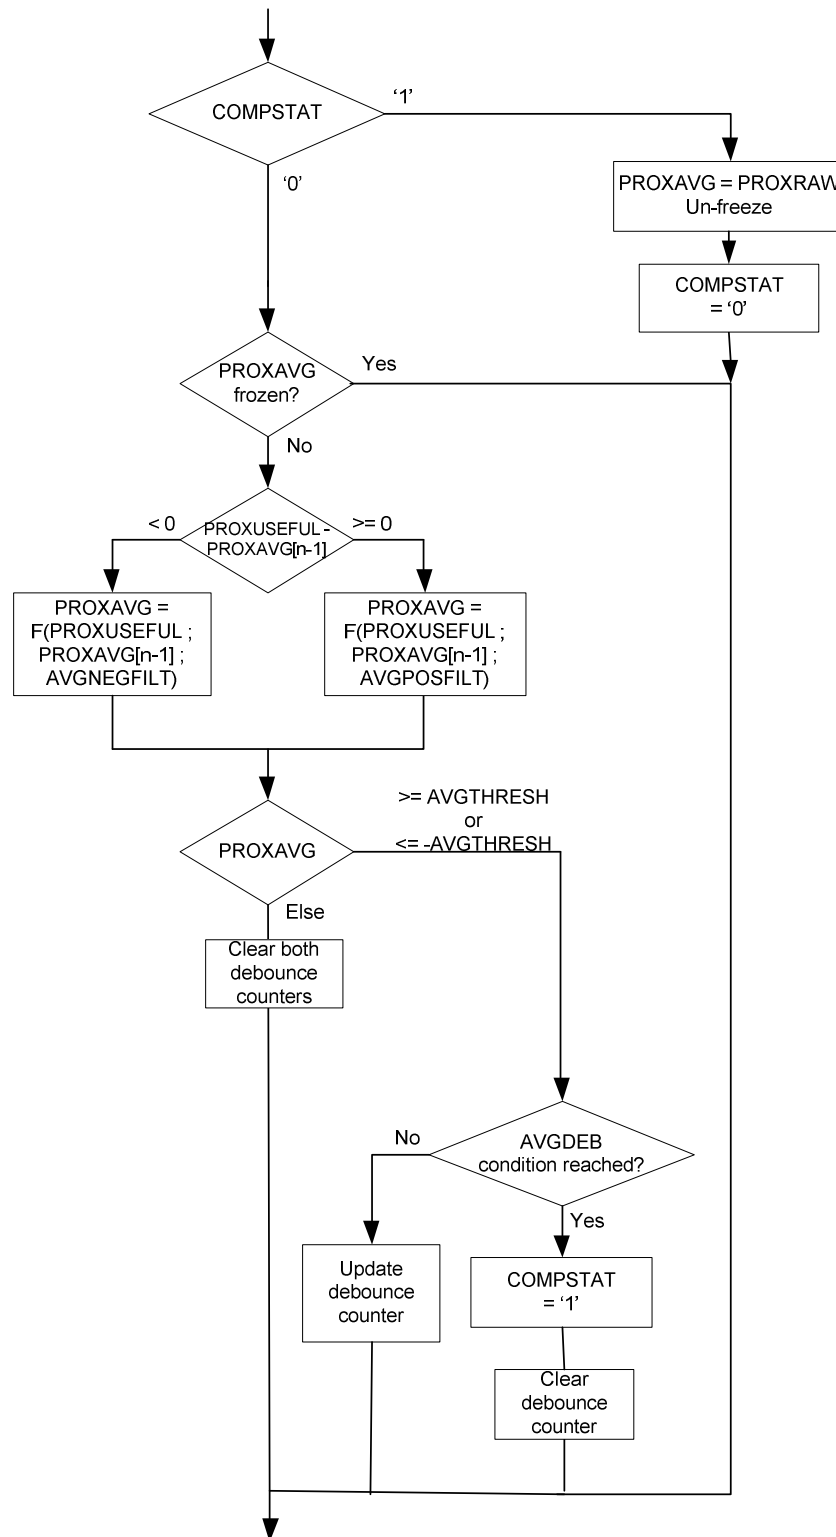 COMPSTAT
‘1’
‘0’
PROXAVG = PROXRAW
Un-freeze
COMPSTAT
= ‘0’
PROXAVG
frozen?
Yes
No
< 0
PROXUSEFUL -
PROXAVG[n-1]
>= 0
PROXAVG =
F(PROXUSEFUL ;
PROXAVG[n-1] ;
AVGNEGFILT)
PROXAVG =
F(PROXUSEFUL ;
PROXAVG[n-1] ;
AVGPOSFILT)
>= AVGTHRESH
or
<= -AVGTHRESH
PROXAVG
Else
Clear both
debounce
counters
No
AVGDEB
condition reached?
Yes
Update
debounce
counter
COMPSTAT
= ‘1’
Clear
debounce
counter